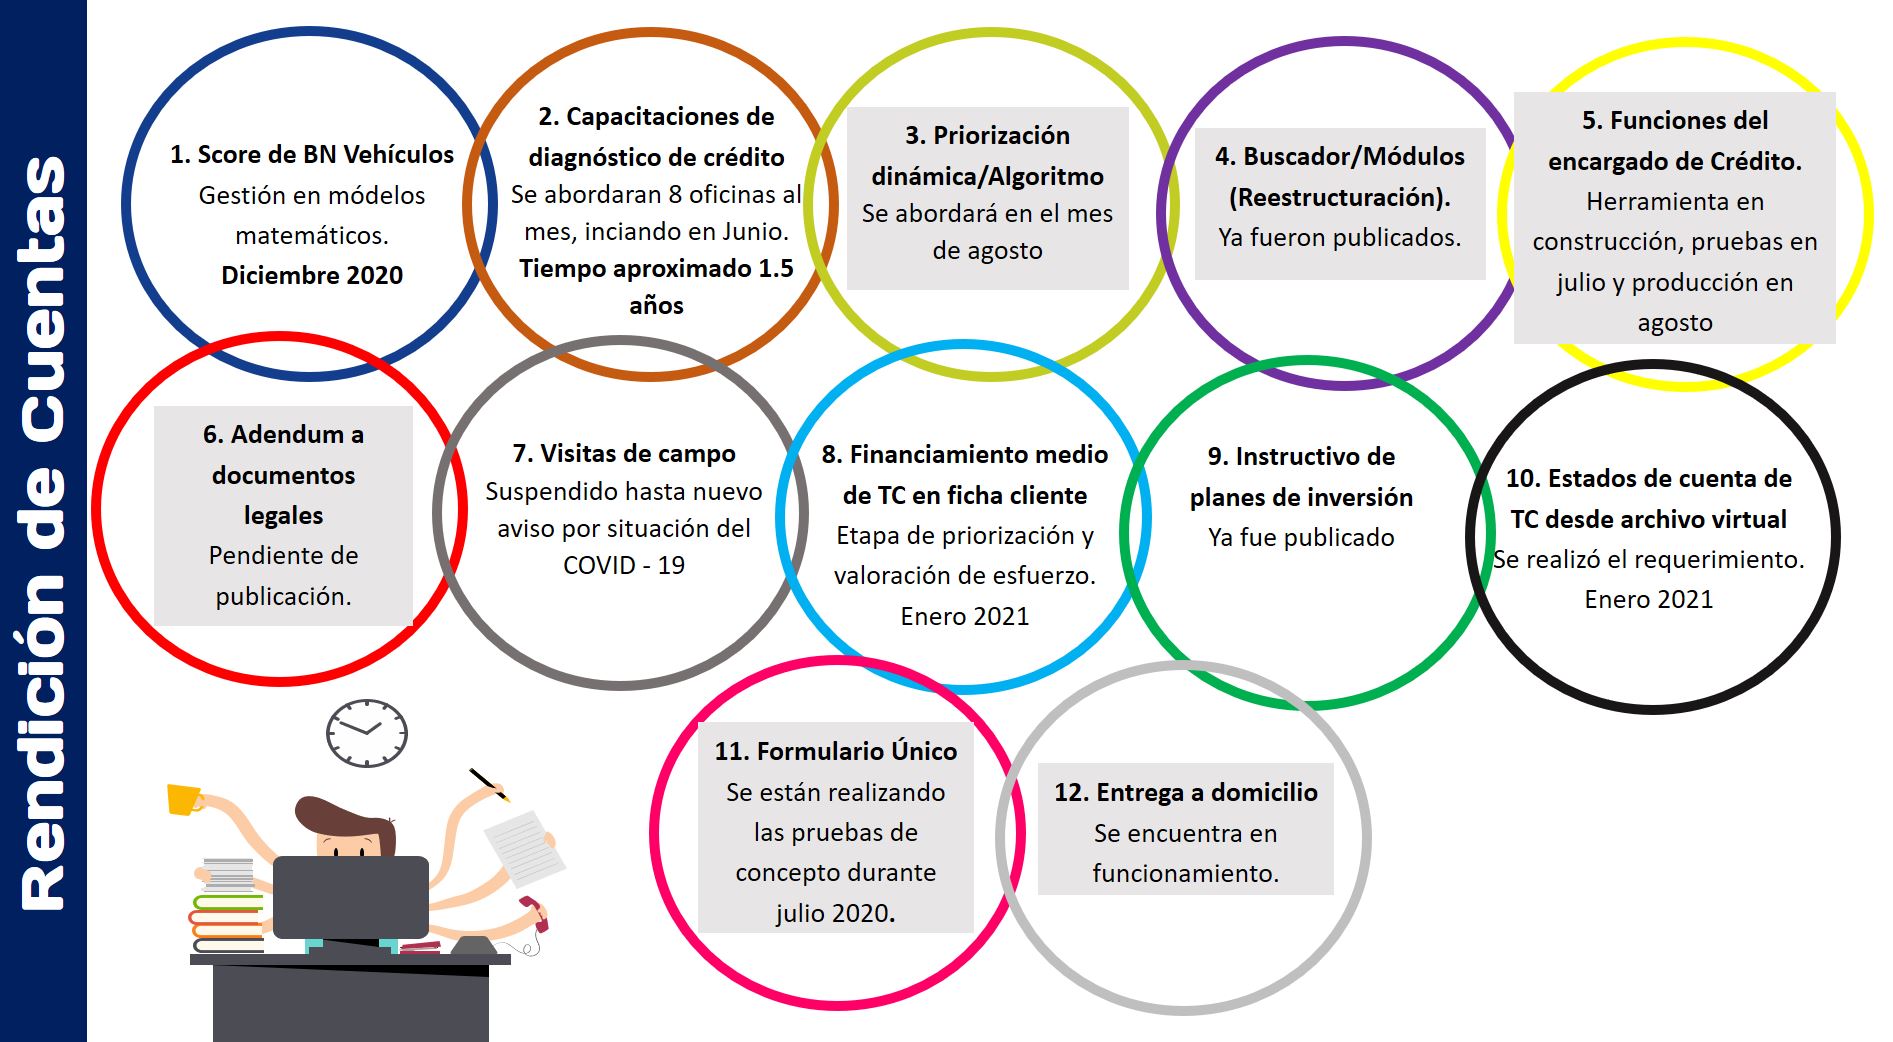 Rendición de Cuentas
1. Score de BN Vehículos
Gestión en módelos
matemáticos.
Diciembre 2020
2. Capacitaciones de
diagnóstico de crédito
Se abordaran 8 oficinas al
mes, inciando en Junio.
Tiempo aproximado 1.5
años
3. Priorización
dinámica/Algoritmo
Se abordará en el mes
de agosto
4. Buscador/Módulos
(Reestructuración).
Ya fueron publicados.
5. Funciones del
encargado de Crédito.
Herramienta en
construcción, pruebas en
julio y producción en
agosto
6. Adendum a
documentos
legales
Pendiente de
publicación.
7. Visitas de campo
Suspendido hasta nuevo
aviso por situación del
COVID - 19
8. Financiamiento medio
de TC en ficha cliente
Etapa de priorización y
valoración de esfuerzo.
Enero 2021
9. Instructivo de
planes de inversión
Ya fue publicado
10. Estados de cuenta de
TC desde archivo virtual
Se realizó el requerimiento.
Enero 2021
11. Formulario Único
Se están realizando
las pruebas de
concepto durante
julio 2020.
12. Entrega a domicilio
Se encuentra en
funcionamiento.